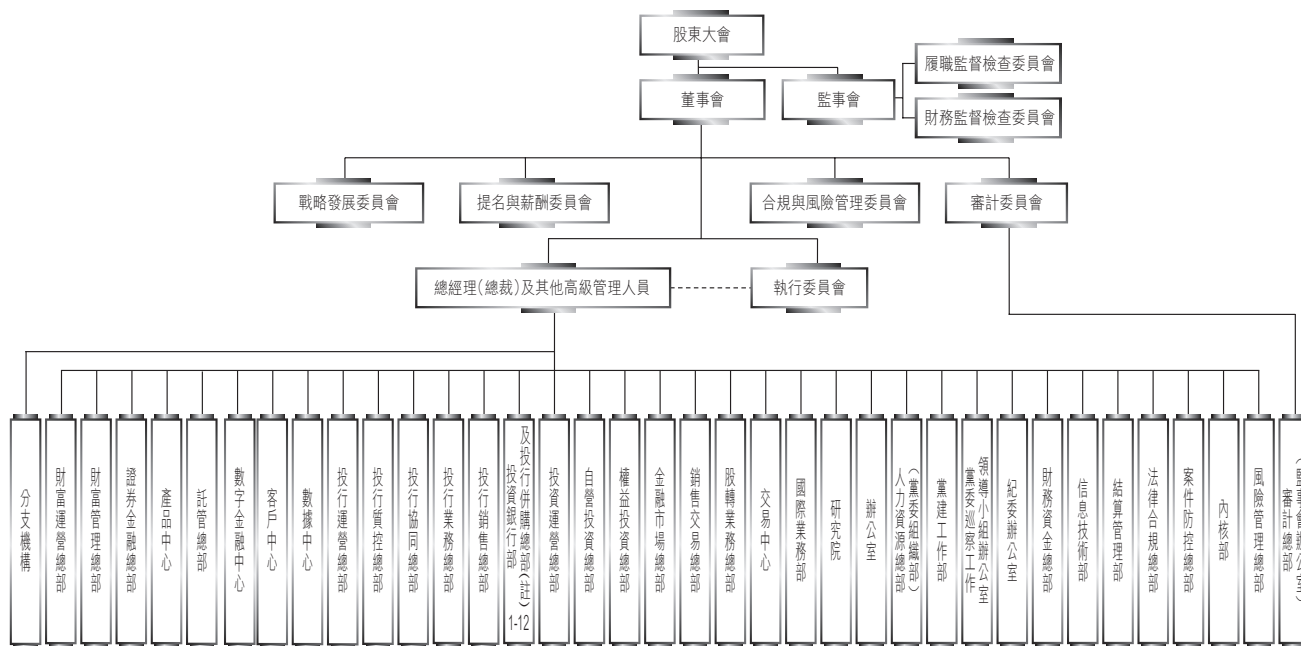 股東大會
董事會
監事會
履職監督檢查委員會
財務監督檢查委員會
戰略發展委員會
提名與薪酬委員會
合規與風險管理委員會
審計委員會
總經理(總裁)及其他高級管理人員
執行委員會
分支機構
財富運營總部
財富管理總部
證券金融總部
產品中心
託管總部
數字金融中心
客戶中心
數據中心
投行運營總部
投行質控總部
投行協同總部
投行業務總部
投行銷售總部
及投行併購總部(註)
投資銀行部
1-12
投資運營總部
自營投資總部
權益投資總部
金融市場總部
銷售交易總部
股轉業務總部
交易中心
國際業務部
研究院
辦公室
(黨委組織部)
人力資源總部
黨建工作部
領導小組辦公室
黨委巡察工作
紀委辦公室
財務資金總部
信息技術部
結算管理部
法律合規總部
案件防控總部
內核部
風險管理總部
(監事會辦公室)
審計總部